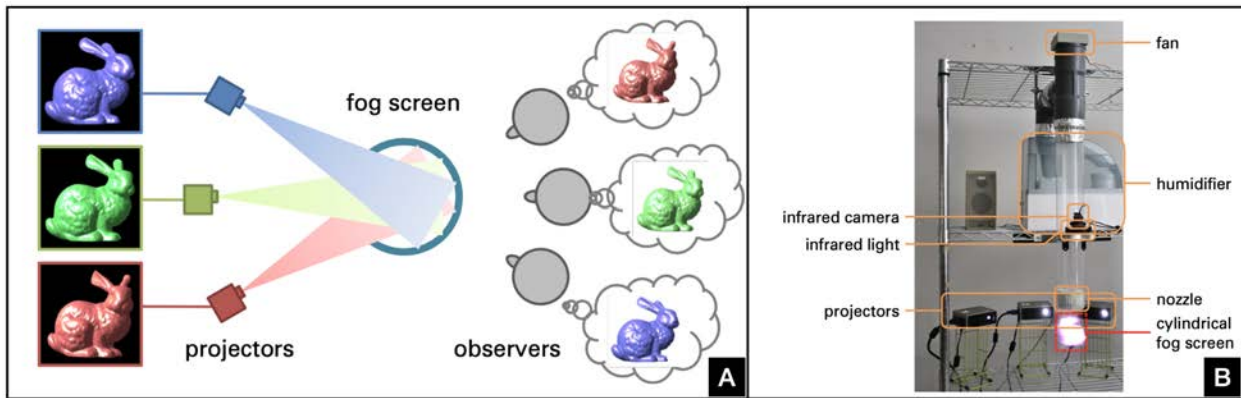 fog screen
projectors
observers
A
fan
humidifier
infrared camera
infrared light
projectors
nozzle
cylindrical
fog screen
B